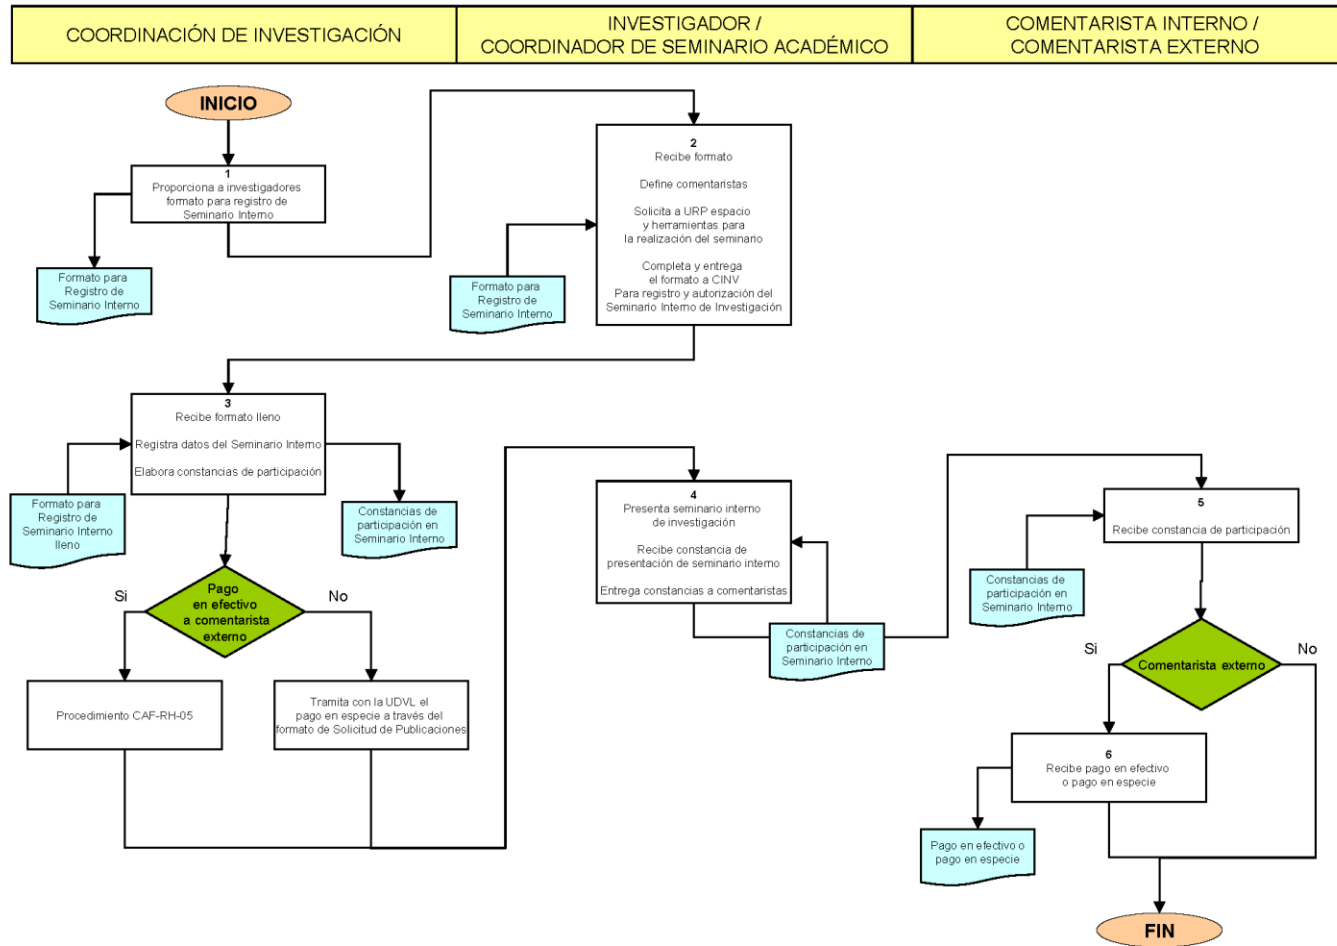 COORDINACIÓN DE INVESTIGACIÓN
INVESTIGADOR /
COORDINADOR DE SEMINARIO ACADÉMICO
COMENTARISTA INTERNO /
COMENTARISTA EXTERNO
INICIO
1
Proporciona a investigadores
formato para registro de
Seminario Interno
Formato para
Registro de
Seminario Interno
2
Recibe formato
Define comentaristas
Solicita a URP espacio
y herramientas para
la realización del seminario
Completa y entrega
el formato a CINV
Para registro y autorización del
Seminario Interno de Investigación
Formato para
Registro de
Seminario Interno
3
Recibe formato lleno
Registra datos del Seminario Interno
Elabora constancias de participación
Formato para
Registro de
Seminario Interno
lleno
Constancias de
participación en
Seminario Interno
Pago
en efectivo
a comentarista
externo
Si
No
Procedimiento CAF-RH-05
Tramita con la UDVL el
pago en especie a través del
formato de Solicitud de Publicaciones
4
Presenta seminario interno
de investigación
Recibe constancia de
presentación de seminario interno
Entrega constancias a comentaristas
Constancias de
participación en
Seminario Interno
5
Recibe constancia de participación
Constancias de
participación en
Seminario Interno
Comentarista externo
Si
No
6
Recibe pago en efectivo
o pago en especie
Pago en efectivo o
pago en especie
FIN